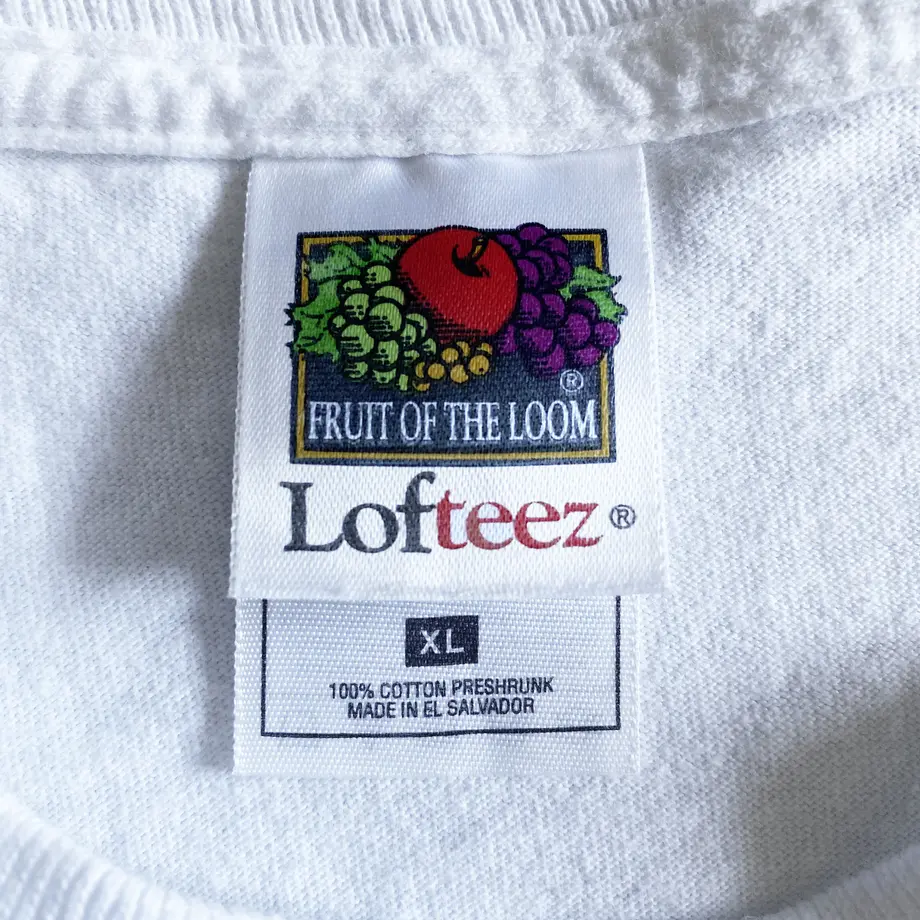 ®
FRUIT OF THE LOOM
Lofteez®
XL
100% COTTON PRESHRUNK
MADE IN EL SALVADOR